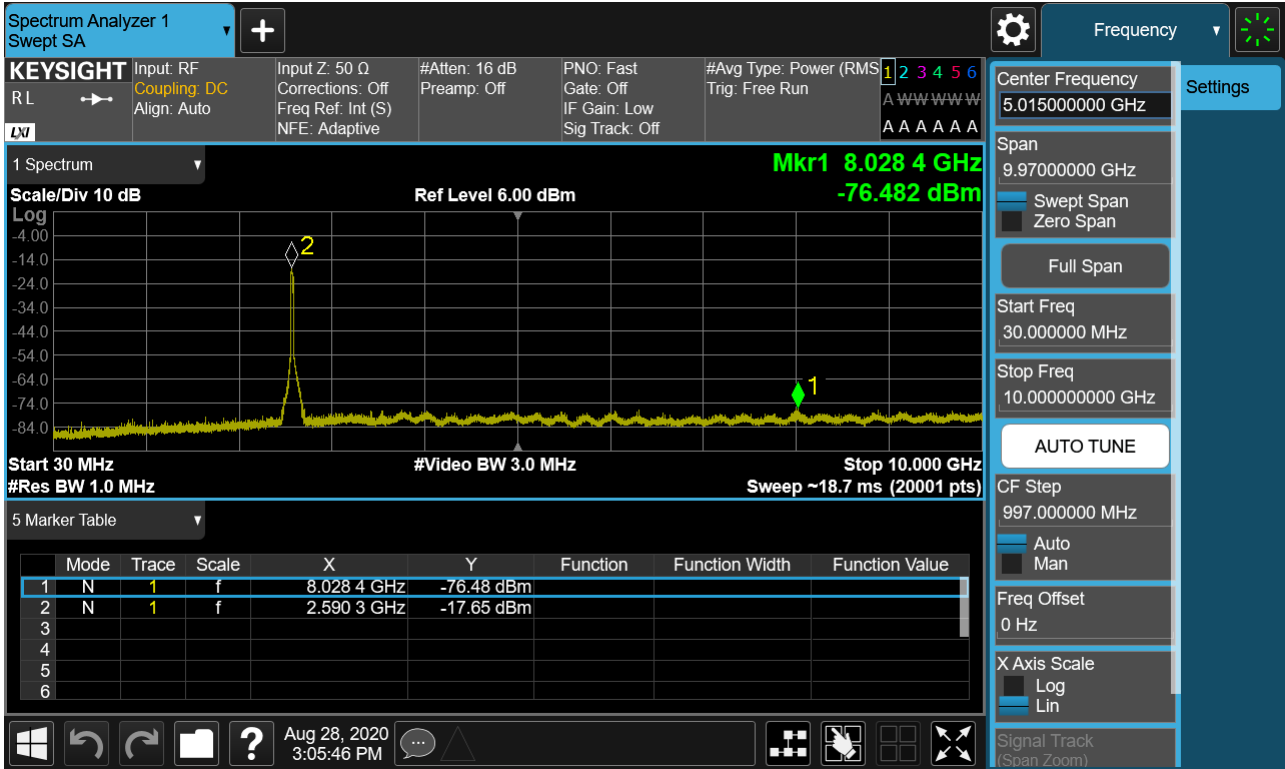 Spectrum Analyzer 1
Swept SA
Frequency
KEYSIGHT
R L
LXI
Input: RF
Coupling: DC
Align: Auto
Input Z: 50 Ω
Corrections: Off
Freq Ref: Int (S)
NFE: Adaptive
#Atten: 16 dB
Preamp: Off
PNO: Fast
Gate: Off
IF Gain: Low
Sig Track: Off
#Avg Type: Power (RMS
Trig: Free Run
1 2 3 4 5 6
A W W W W W
A A A A A A
1 Spectrum
Mkr1 8.028 4 GHz
-76.482 dBm
Scale/Div 10 dB
Ref Level 6.00 dBm
Log
-4.00
-14.0
-24.0
-34.0
-44.0
-54.0
-64.0
-74.0
-84.0
2
1
Start 30 MHz
#Video BW 3.0 MHz
Stop 10.000 GHz
#Res BW 1.0 MHz
Sweep ~18.7 ms (20001 pts)
5 Marker Table
Mode Trace Scale X Y Function Function Width Function Value
1 N 1 f 8.028 4 GHz -76.48 dBm
2 N 1 f 2.590 3 GHz -17.65 dBm
3
4
5
6
Aug 28, 2020
3:05:46 PM
Center Frequency
5.015000000 GHz
Settings
Span
9.97000000 GHz
Swept Span
Zero Span
Full Span
Start Freq
30.000000 MHz
Stop Freq
10.000000000 GHz
AUTO TUNE
CF Step
997.000000 MHz
Auto
Man
Freq Offset
0 Hz
X Axis Scale
Log
Lin
Signal Track
(Span Zoom)